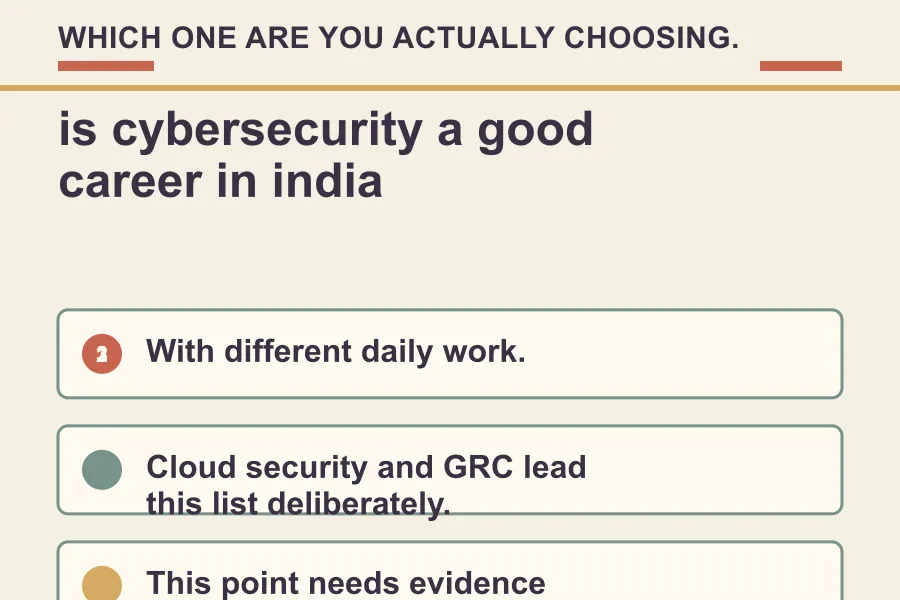 WHICH ONE ARE YOU ACTUALLY CHOOSING.
is cybersecurity a good
career in india
With different daily work.
Cloud security and GRC lead
this list deliberately.
This point needs evidence